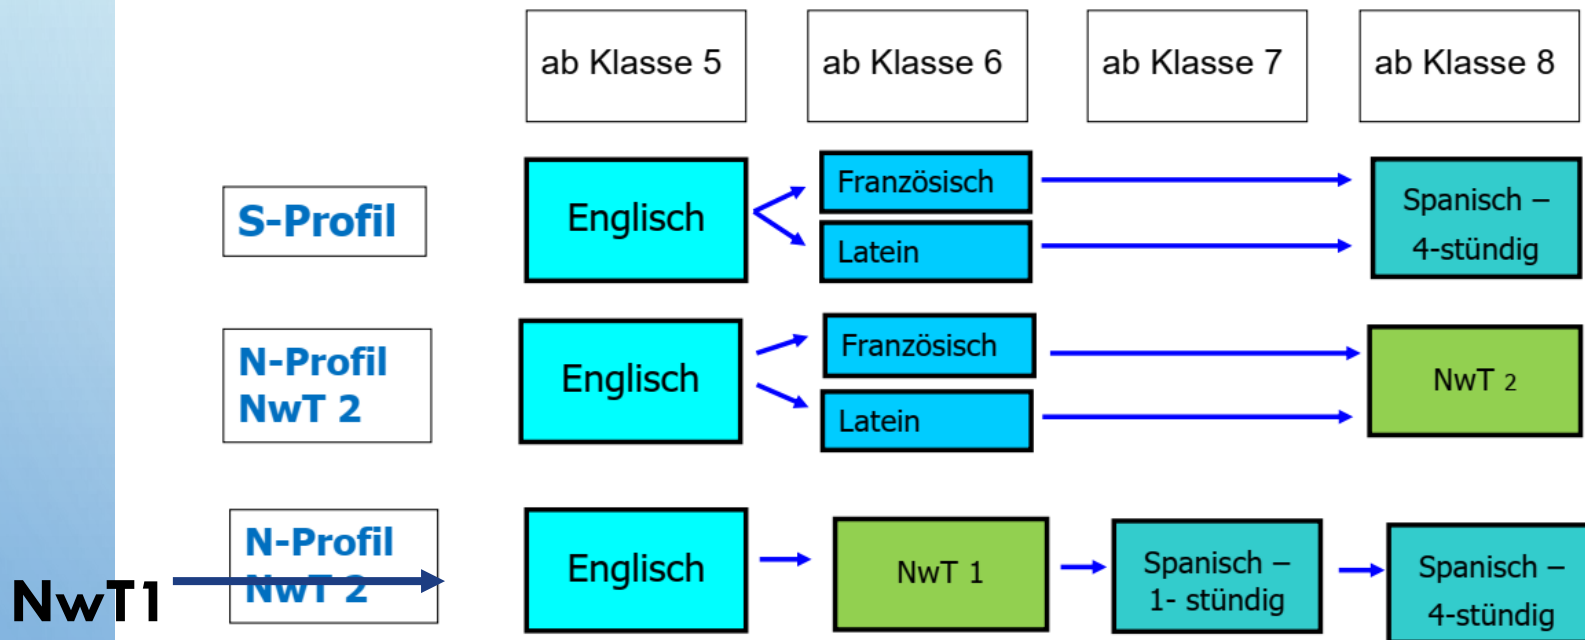 ab Klasse 5
ab Klasse 6
ab Klasse 7
ab Klasse 8
S-Profil
Englisch
Französisch
Latein
Spanisch –
4-stündig
N-Profil
NwT 2
Englisch
Französisch
Latein
NwT 2
N-Profil
NwT 2
NwT1
Englisch
NwT 1
Spanisch –
1- stündig
Spanisch –
4-stündig